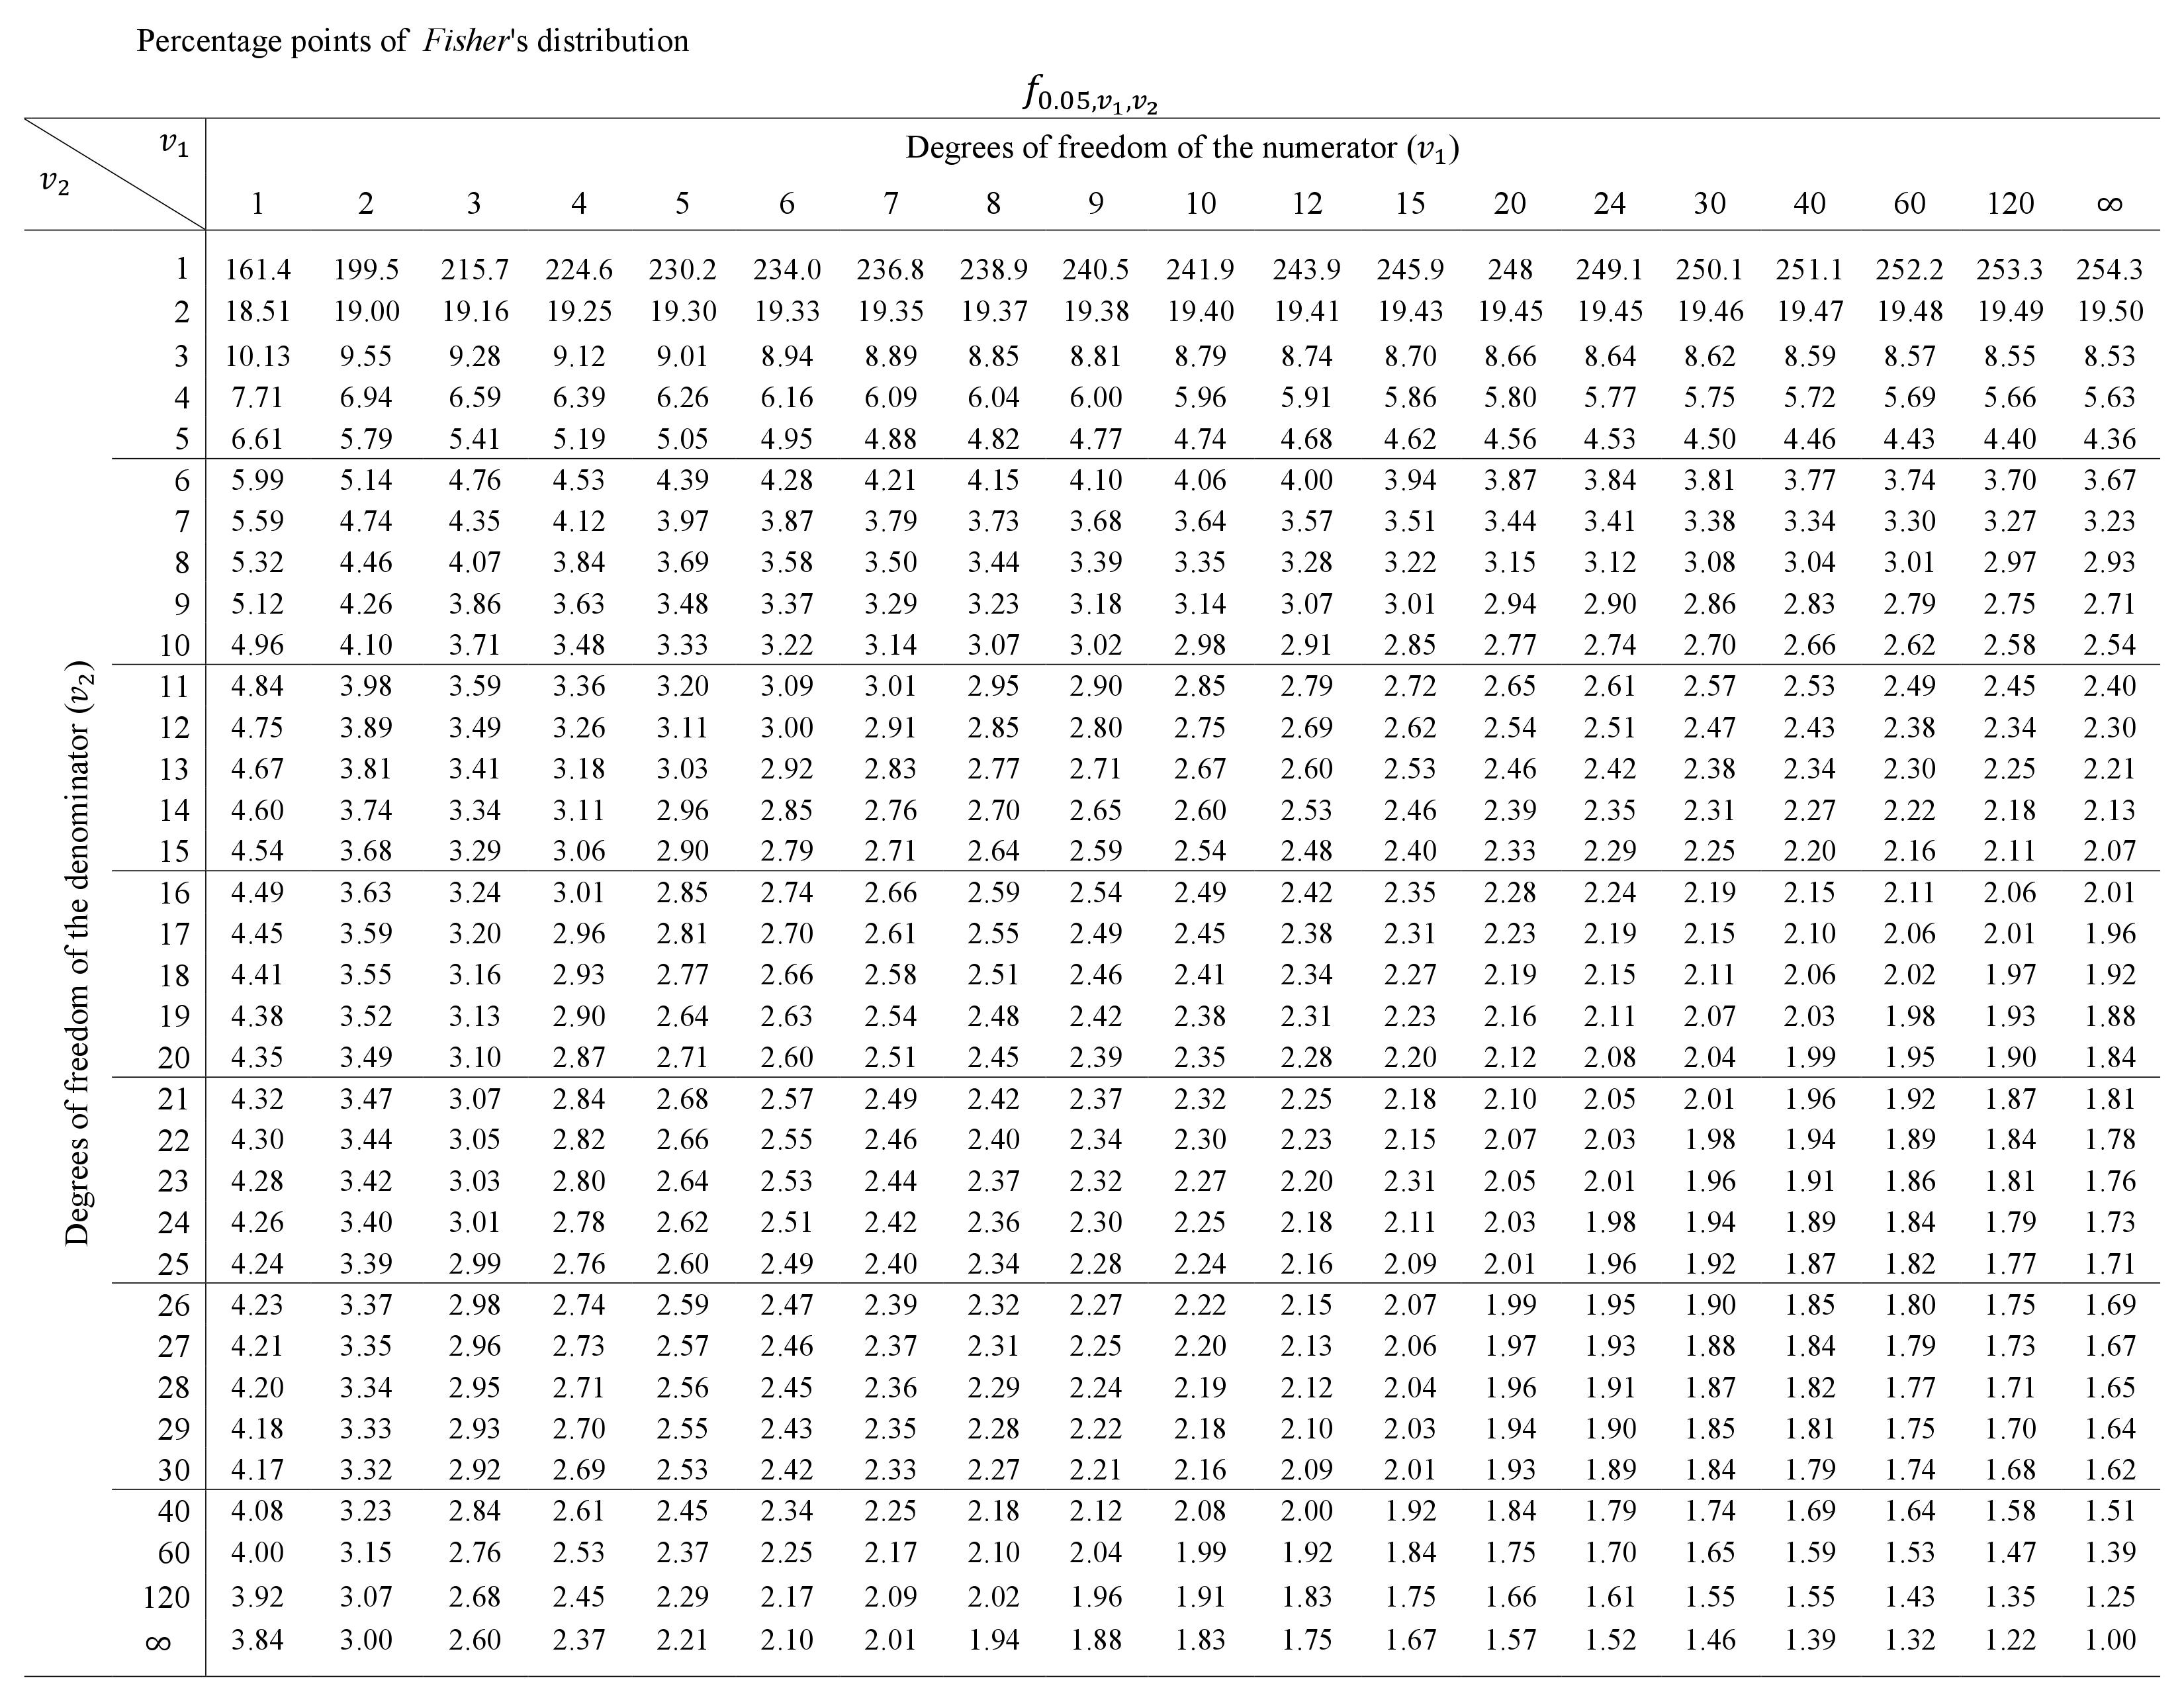 Percentage points of Fisher's distribution
f0.05,v1,v2
v1
v2
Degrees of freedom of the numerator (v1)
1 2 3 4 5 6 7 8 9 10 12 15 20 24 30 40 60 120 ∞
Degrees of freedom of the denominator (v2)
1 161.4 199.5 215.7 224.6 230.2 234.0 236.8 238.9 240.5 241.9 243.9 245.9 248 249.1 250.1 251.1 252.2 253.3 254.3
2 18.51 19.00 19.16 19.25 19.30 19.33 19.35 19.37 19.38 19.40 19.41 19.43 19.45 19.45 19.46 19.47 19.48 19.49 19.50
3 10.13 9.55 9.28 9.12 9.01 8.94 8.89 8.85 8.81 8.79 8.74 8.70 8.66 8.64 8.62 8.59 8.57 8.55 8.53
4 7.71 6.94 6.59 6.39 6.26 6.16 6.09 6.04 6.00 5.96 5.91 5.86 5.80 5.77 5.75 5.72 5.69 5.66 5.63
5 6.61 5.79 5.41 5.19 5.05 4.95 4.88 4.82 4.77 4.74 4.68 4.62 4.56 4.53 4.50 4.46 4.43 4.40 4.36
6 5.99 5.14 4.76 4.53 4.39 4.28 4.21 4.15 4.10 4.06 4.00 3.94 3.87 3.84 3.81 3.77 3.74 3.70 3.67
7 5.59 4.74 4.35 4.12 3.97 3.87 3.79 3.73 3.68 3.64 3.57 3.51 3.44 3.41 3.38 3.34 3.30 3.27 3.23
8 5.32 4.46 4.07 3.84 3.69 3.58 3.50 3.44 3.39 3.35 3.28 3.22 3.15 3.12 3.08 3.04 3.01 2.97 2.93
9 5.12 4.26 3.86 3.63 3.48 3.37 3.29 3.23 3.18 3.14 3.07 3.01 2.94 2.90 2.86 2.83 2.79 2.75 2.71
10 4.96 4.10 3.71 3.48 3.33 3.22 3.14 3.07 3.02 2.98 2.91 2.85 2.77 2.74 2.70 2.66 2.62 2.58 2.54
11 4.84 3.98 3.59 3.36 3.20 3.09 3.01 2.95 2.90 2.85 2.79 2.72 2.65 2.61 2.57 2.53 2.49 2.45 2.40
12 4.75 3.89 3.49 3.26 3.11 3.00 2.91 2.85 2.80 2.75 2.69 2.62 2.54 2.51 2.47 2.43 2.38 2.34 2.30
13 4.67 3.81 3.41 3.18 3.03 2.92 2.83 2.77 2.71 2.67 2.60 2.53 2.46 2.42 2.38 2.34 2.30 2.25 2.21
14 4.60 3.74 3.34 3.11 2.96 2.85 2.76 2.70 2.65 2.60 2.53 2.46 2.39 2.35 2.31 2.27 2.22 2.18 2.13
15 4.54 3.68 3.29 3.06 2.90 2.79 2.71 2.64 2.59 2.54 2.48 2.40 2.33 2.29 2.25 2.20 2.16 2.11 2.07
16 4.49 3.63 3.24 3.01 2.85 2.74 2.66 2.59 2.54 2.49 2.42 2.35 2.28 2.24 2.19 2.15 2.11 2.06 2.01
17 4.45 3.59 3.20 2.96 2.81 2.70 2.61 2.55 2.49 2.45 2.38 2.31 2.23 2.19 2.15 2.10 2.06 2.01 1.96
18 4.41 3.55 3.16 2.93 2.77 2.66 2.58 2.51 2.46 2.41 2.34 2.27 2.19 2.15 2.11 2.06 2.02 1.97 1.92
19 4.38 3.52 3.13 2.90 2.64 2.63 2.54 2.48 2.42 2.38 2.31 2.23 2.16 2.11 2.07 2.03 1.98 1.93 1.88
20 4.35 3.49 3.10 2.87 2.71 2.60 2.51 2.45 2.39 2.35 2.28 2.20 2.12 2.08 2.04 1.99 1.95 1.90 1.84
21 4.32 3.47 3.07 2.84 2.68 2.57 2.49 2.42 2.37 2.32 2.25 2.18 2.10 2.05 2.01 1.96 1.92 1.87 1.81
22 4.30 3.44 3.05 2.82 2.66 2.55 2.46 2.40 2.34 2.30 2.23 2.15 2.07 2.03 1.98 1.94 1.89 1.84 1.78
23 4.28 3.42 3.03 2.80 2.64 2.53 2.44 2.37 2.32 2.27 2.20 2.31 2.05 2.01 1.96 1.91 1.86 1.81 1.76
24 4.26 3.40 3.01 2.78 2.62 2.51 2.42 2.36 2.30 2.25 2.18 2.11 2.03 1.98 1.94 1.89 1.84 1.79 1.73
25 4.24 3.39 2.99 2.76 2.60 2.49 2.40 2.34 2.28 2.24 2.16 2.09 2.01 1.96 1.92 1.87 1.82 1.77 1.71
26 4.23 3.37 2.98 2.74 2.59 2.47 2.39 2.32 2.27 2.22 2.15 2.07 1.99 1.95 1.90 1.85 1.80 1.75 1.69
27 4.21 3.35 2.96 2.73 2.57 2.46 2.37 2.31 2.25 2.20 2.13 2.06 1.97 1.93 1.88 1.84 1.79 1.73 1.67
28 4.20 3.34 2.95 2.71 2.56 2.45 2.36 2.29 2.24 2.19 2.12 2.04 1.96 1.91 1.87 1.82 1.77 1.71 1.65
29 4.18 3.33 2.93 2.70 2.55 2.43 2.35 2.28 2.22 2.18 2.10 2.03 1.94 1.90 1.85 1.81 1.75 1.70 1.64
30 4.17 3.32 2.92 2.69 2.53 2.42 2.33 2.27 2.21 2.16 2.09 2.01 1.93 1.89 1.84 1.79 1.74 1.68 1.62
40 4.08 3.23 2.84 2.61 2.45 2.34 2.25 2.18 2.12 2.08 2.00 1.92 1.84 1.79 1.74 1.69 1.64 1.58 1.51
60 4.00 3.15 2.76 2.53 2.37 2.25 2.17 2.10 2.04 1.99 1.92 1.84 1.75 1.70 1.65 1.59 1.53 1.47 1.39
120 3.92 3.07 2.68 2.45 2.29 2.17 2.09 2.02 1.96 1.91 1.83 1.75 1.66 1.61 1.55 1.55 1.43 1.35 1.25
∞ 3.84 3.00 2.60 2.37 2.21 2.10 2.01 1.94 1.88 1.83 1.75 1.67 1.57 1.52 1.46 1.39 1.32 1.22 1.00